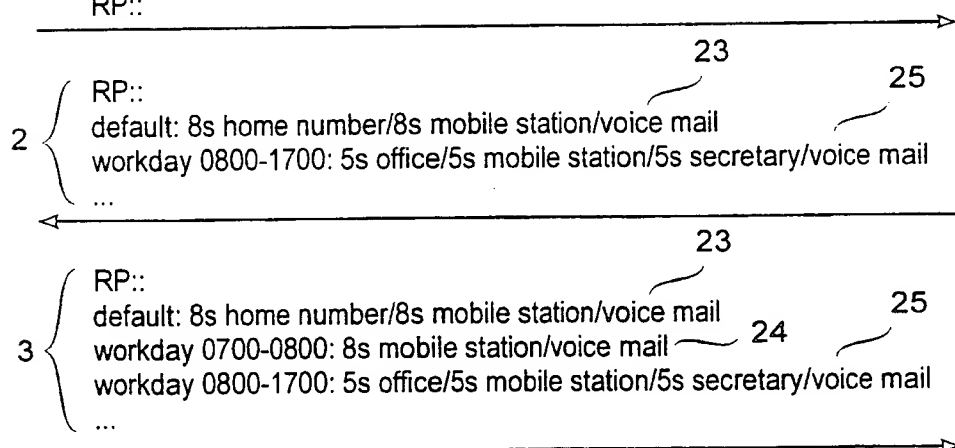 RP::
23
25
2
RP::
default: 8s home number/8s mobile station/voice mail
workday 0800-1700: 5s office/5s mobile station/5s secretary/voice mail
...
23
25
3
RP::
default: 8s home number/8s mobile station/voice mail
workday 0700-0800: 8s mobile station/voice mail 24
workday 0800-1700: 5s office/5s mobile station/5s secretary/voice mail
...